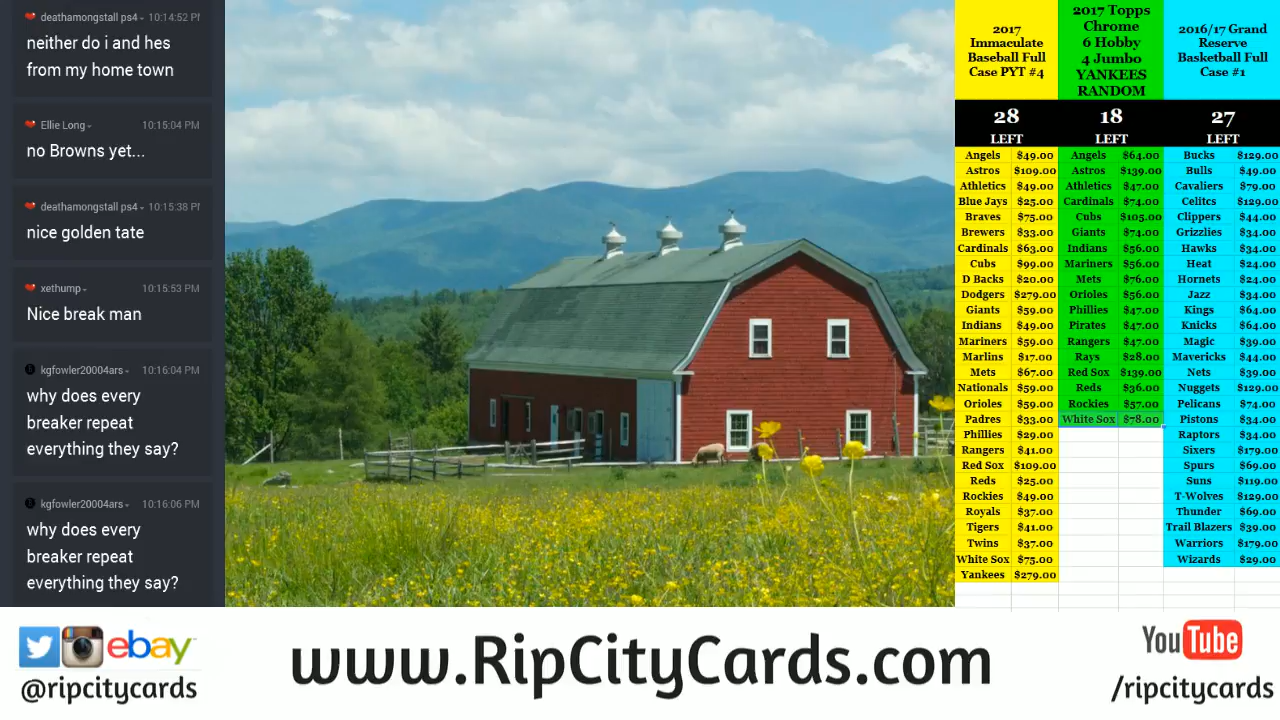 deathamongstall ps4 10:14:52 PM
neither do i and hes
from my home town
Ellie Long 10:15:04 PM
no Browns yet...
deathamongstall ps4 10:15:38 PM
nice golden tate
xethump 10:15:53 PM
Nice break man
kgfowler20004ars 10:16:04 PM
why does every
breaker repeat
everything they say?
kgfowler20004ars 10:16:06 PM
why does every
breaker repeat
everything they say?
2017
Immaculate
Baseball Full
Case PYT #4
28
LEFT
Angels $49.00
Astros $109.00
Athletics $49.00
Blue Jays $25.00
Braves $75.00
Brewers $33.00
Cardinals $63.00
Cubs $99.00
D Backs $20.00
Dodgers $279.00
Giants $59.00
Indians $49.00
Mariners $59.00
Marlins $17.00
Mets $67.00
Nationals $59.00
Orioles $59.00
Padres $33.00
Phillies $29.00
Rangers $41.00
Red Sox $109.00
Reds $25.00
Rockies $49.00
Royals $37.00
Tigers $41.00
Twins $37.00
White Sox $75.00
Yankees $279.00
2017 Topps
Chrome
6 Hobby
4 Jumbo
YANKEES
RANDOM
18
LEFT
Angels $64.00
Astros $139.00
Athletics $47.00
Cardinals $74.00
Cubs $105.00
Giants $74.00
Indians $56.00
Mariners $56.00
Mets $76.00
Orioles $56.00
Phillies $47.00
Pirates $47.00
Rangers $47.00
Rays $28.00
Red Sox $139.00
Reds $36.00
Rockies $57.00
White Sox $78.00
2016/17 Grand
Reserve
Basketball Full
Case #1
27
LEFT
Bucks $129.00
Bulls $49.00
Cavaliers $79.00
Celitcs $129.00
Clippers $44.00
Grizzlies $34.00
Hawks $34.00
Heat $24.00
Hornets $24.00
Jazz $34.00
Kings $64.00
Knicks $64.00
Magic $39.00
Mavericks $44.00
Nets $39.00
Nuggets $129.00
Pelicans $74.00
Pistons $34.00
Raptors $34.00
Sixers $179.00
Spurs $69.00
Suns $119.00
T-Wolves $129.00
Thunder $69.00
Trail Blazers $39.00
Warriors $179.00
Wizards $29.00
ebay
@ripcitycards
www.RipCityCards.com
YouTube
/ripcitycards